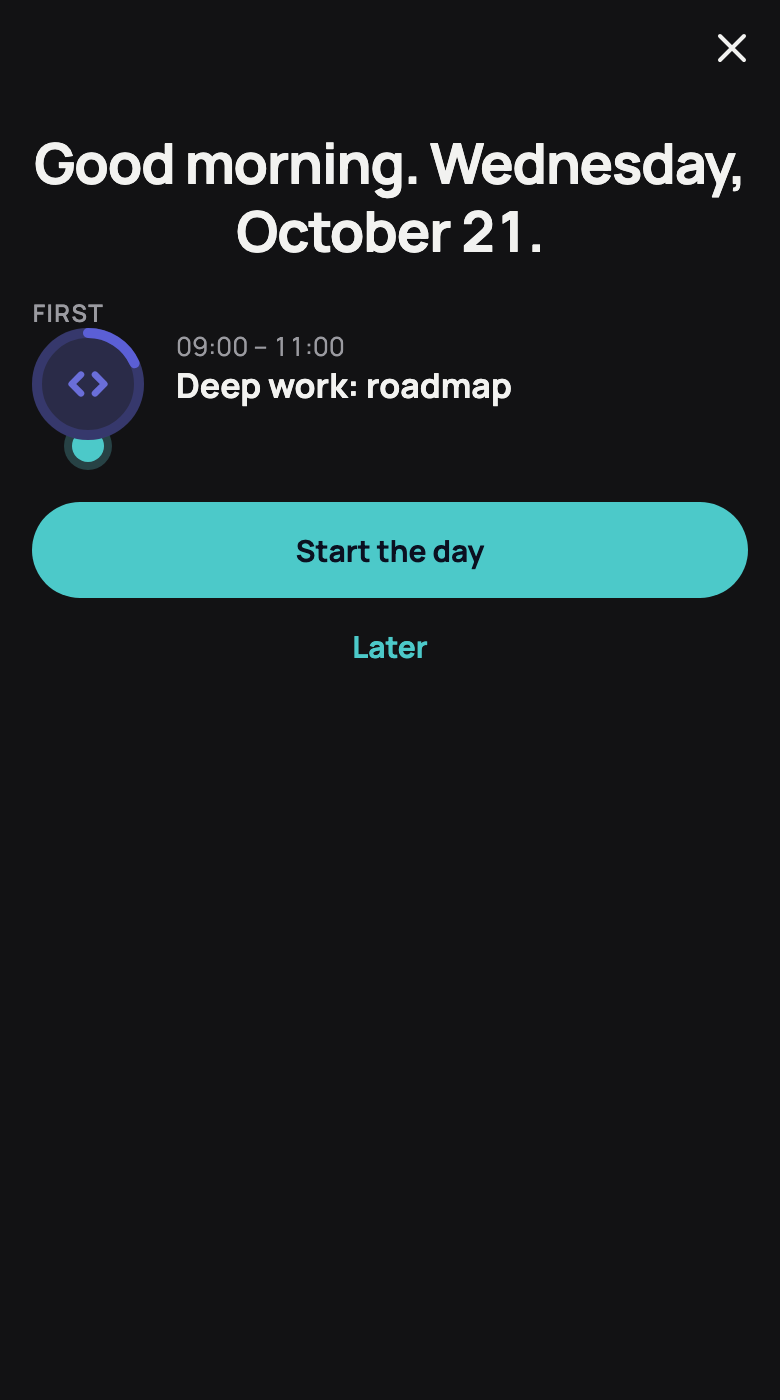 Good morning. Wednesday,
October 21.
FIRST
09:00 – 11:00
Deep work: roadmap
Start the day
Later